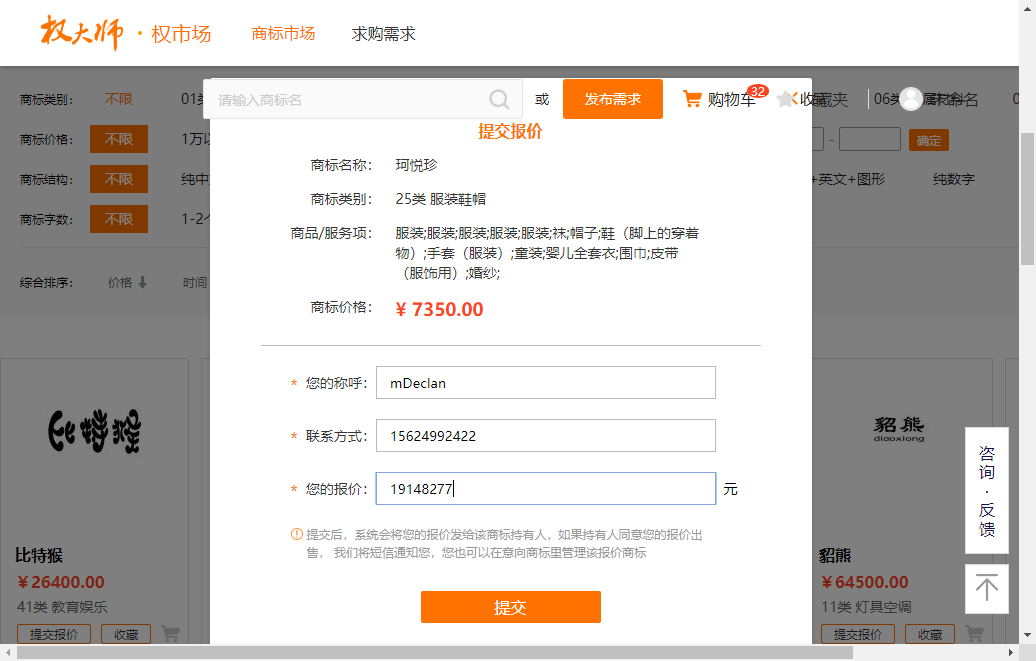 权大师 · 权市场 商标市场 求购需求
请输入商标名 或 发布需求 购物车 32 收藏夹
商标类别： 不限 01类 06类
提交报价
商标价格： 不限 1万以 - 确定
商标名称： 珂悦珍
商标结构： 不限 纯中 +英文+图形 纯数字
商标类别： 25类 服装鞋帽
商标字数： 不限 1-2个
商品/服务项： 服装;服装;服装;服装;服装;袜;帽子;鞋（脚上的穿着
物）;手套（服装）;童装;婴儿全套衣;围巾;皮带
（服饰用）;婚纱;
综合排序： 价格 时间
商标价格： ¥ 7350.00
* 您的称呼： mDeclan
* 联系方式： 15624992422
* 您的报价： 19148277 元
提交后，系统会将您的报价发给该商标持有人，如果持有人同意您的报价出
售， 我们将短信通知您，您也可以在意向商标里管理该报价商标
提交
比特猴
比特猴
¥26400.00
41类 教育娱乐
提交报价 收藏
貂熊
diaoxiong
貂熊
¥64500.00
11类 灯具空调
提交报价 收藏
咨
询
·
反
馈